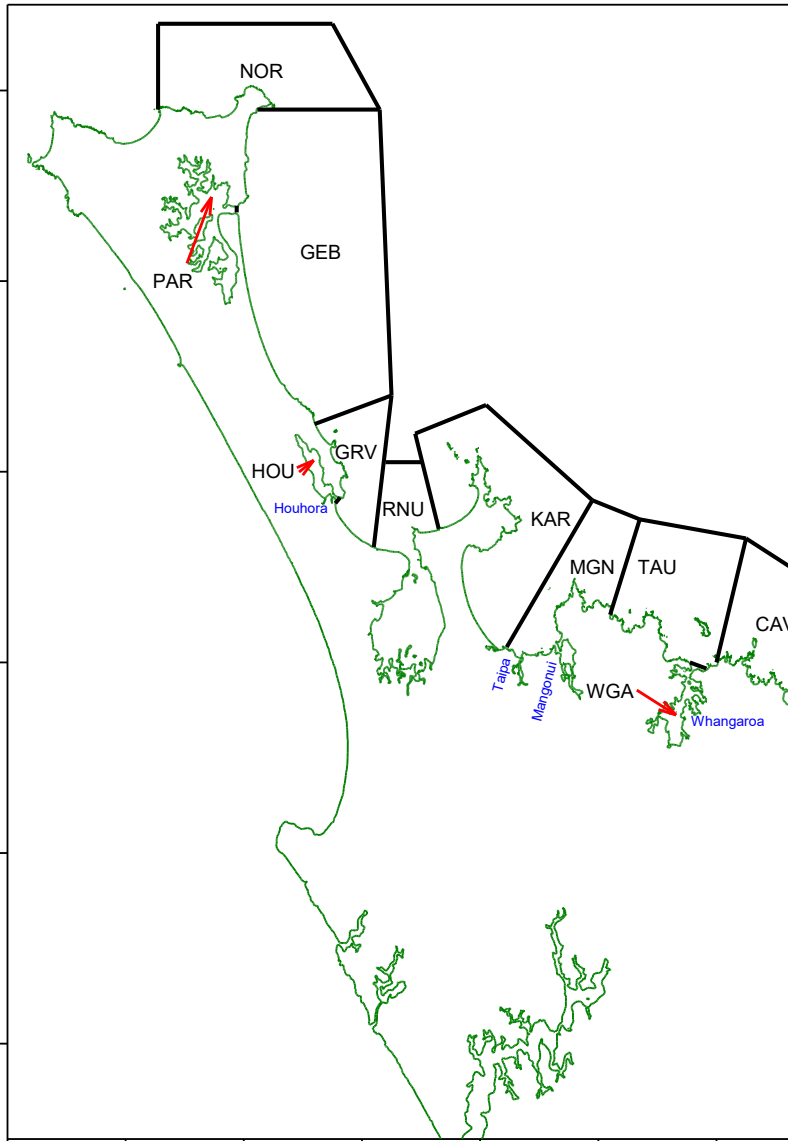 NOR
GEB
PAR
GRV
HOU
Houhora
RNU
KAR
MGN
TAU
CAV
Taipa
Mangonui
WGA
Whangaroa